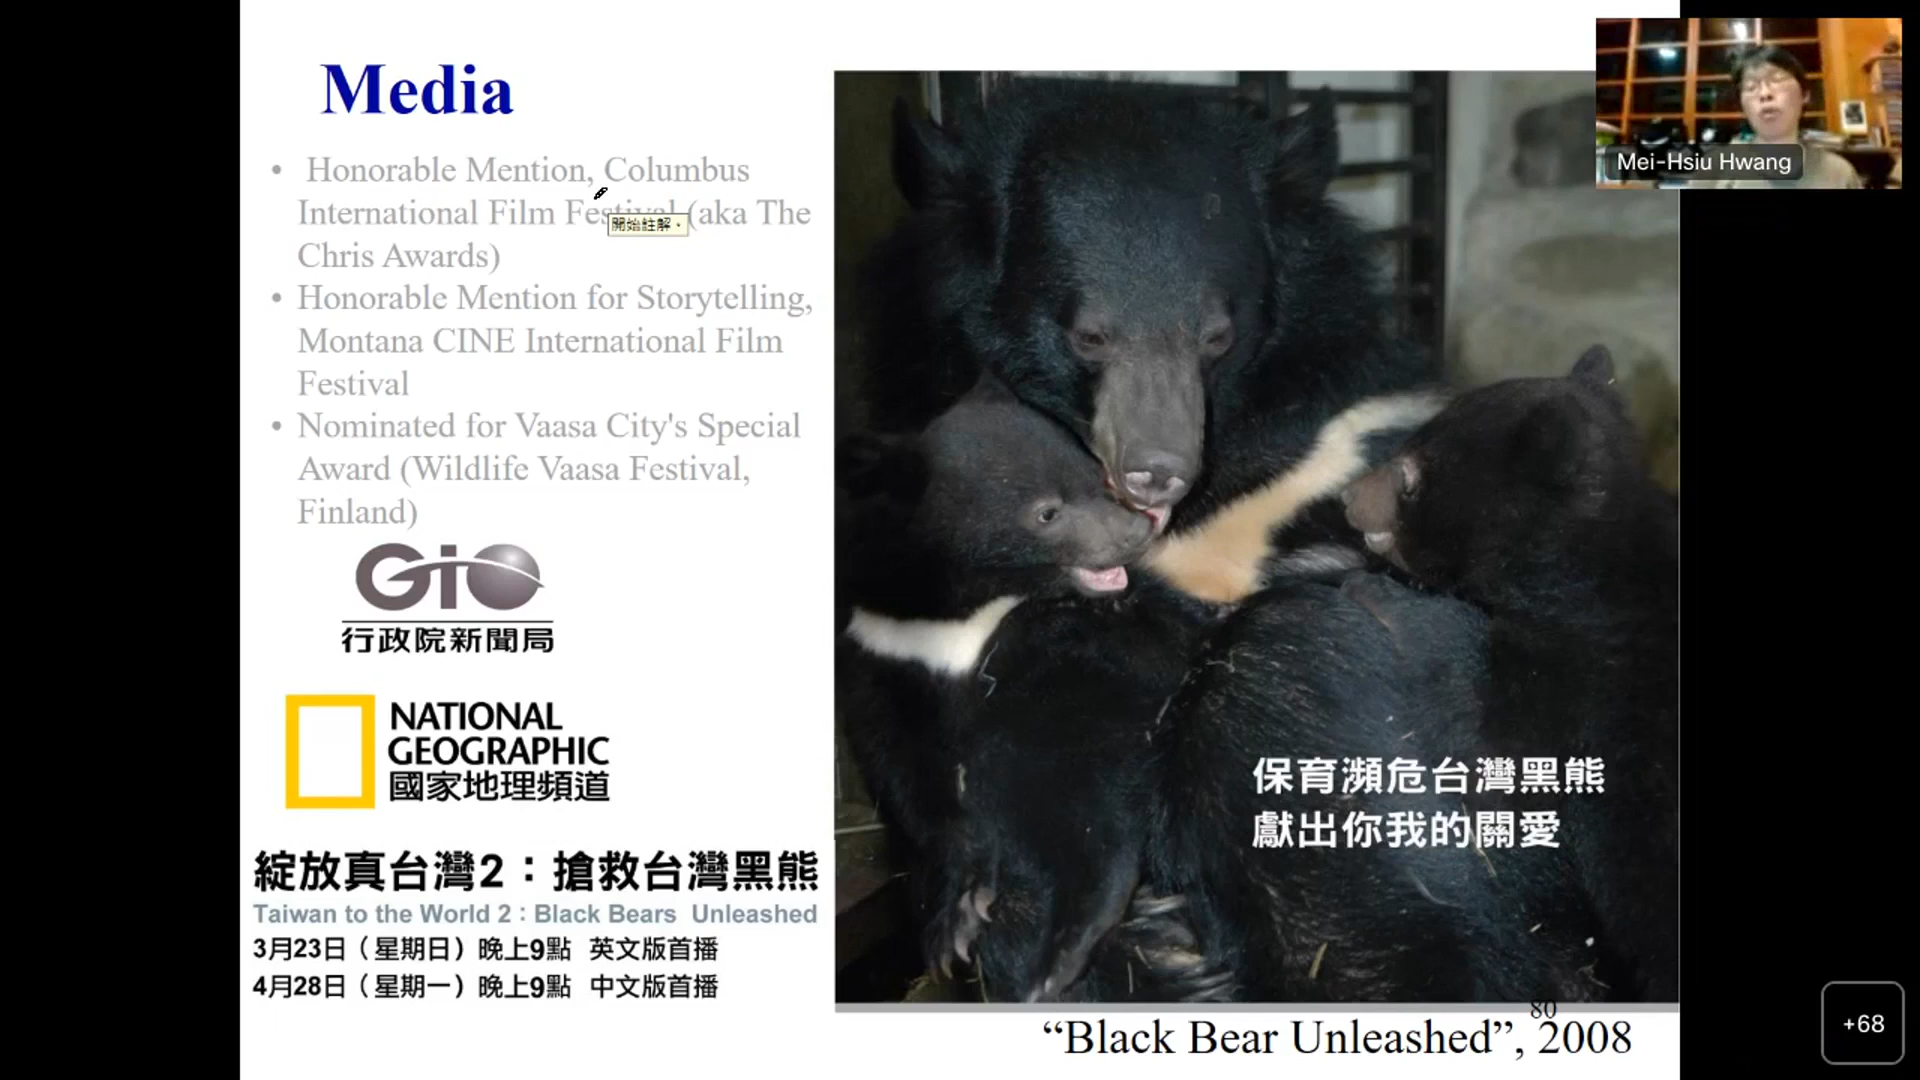 Media
• Honorable Mention, Columbus
International Film Festival (aka The
Chris Awards)
開始註解。
• Honorable Mention for Storytelling,
Montana CINE International Film
Festival
• Nominated for Vaasa City's Special
Award (Wildlife Vaasa Festival,
Finland)
GiO
行政院新聞局
NATIONAL
GEOGRAPHIC
國家地理頻道
綻放真台灣2：搶救台灣黑熊
Taiwan to the World 2 : Black Bears Unleashed
3月23日（星期日）晚上9點 英文版首播
4月28日（星期一）晚上9點 中文版首播
保育瀕危台灣黑熊
獻出你我的關愛
80
“Black Bear Unleashed”, 2008
Mei-Hsiu Hwang
+68